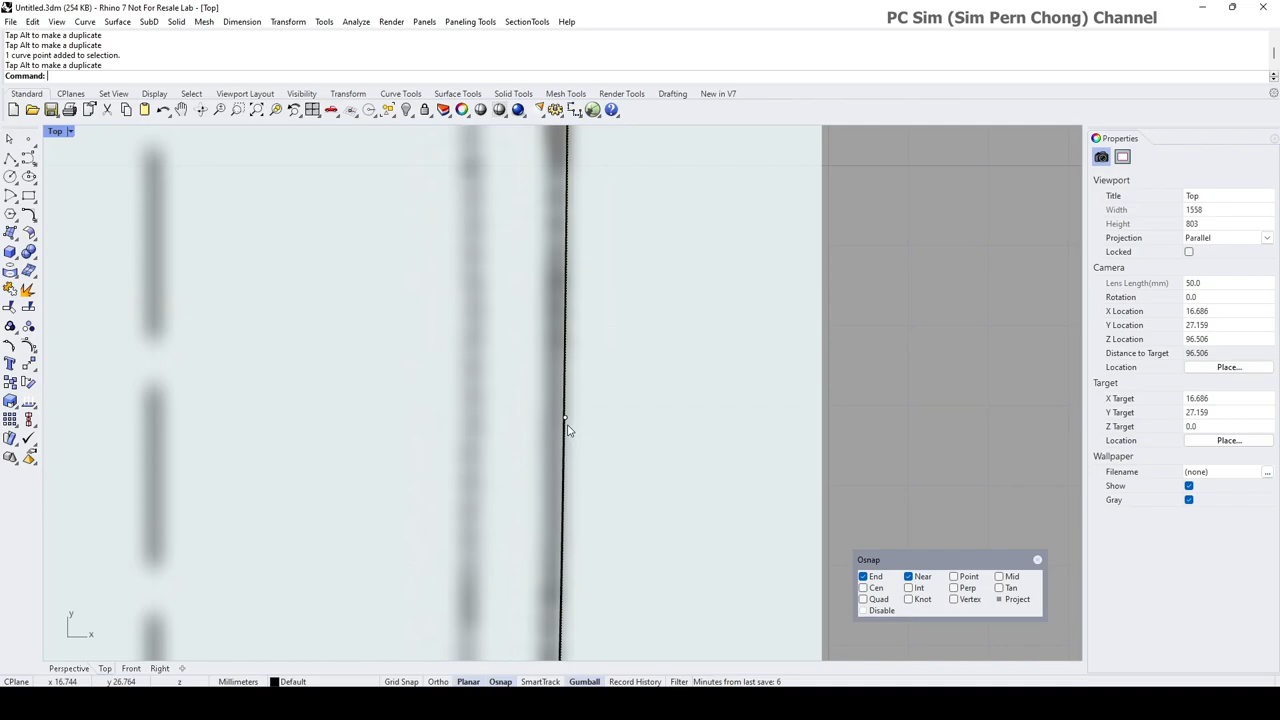 Untitled.3dm (254 KB) - Rhino 7 Not For Resale Lab - [Top]
PC Sim (Sim Pern Chong) Channel
File Edit View Curve Surface SubD Solid Mesh Dimension Transform Tools Analyze Render Panels Paneling Tools SectionTools Help
Tap Alt to make a duplicate
Tap Alt to make a duplicate
1 curve point added to selection.
Tap Alt to make a duplicate
Command:
Standard CPlanes Set View Display Select Viewport Layout Visibility Transform Curve Tools Surface Tools Solid Tools Mesh Tools Render Tools Drafting New in V7
Top
Properties
Viewport
Title Top
Width 1558
Height 803
Projection Parallel
Locked
Camera
Lens Length(mm) 50.0
Rotation 0.0
X Location 16.686
Y Location 27.159
Z Location 96.506
Distance to Target 96.506
Location Place...
Target
X Target 16.686
Y Target 27.159
Z Target 0.0
Location Place...
Wallpaper
Filename (none) ...
Show
Gray
Osnap
End Near Point Mid
Cen Int Perp Tan
Quad Knot Vertex Project
Disable
y
x
Perspective Top Front Right
CPlane x 16.744 y 26.764 z Millimeters Default Grid Snap Ortho Planar Osnap SmartTrack Gumball Record History Filter Minutes from last save: 6